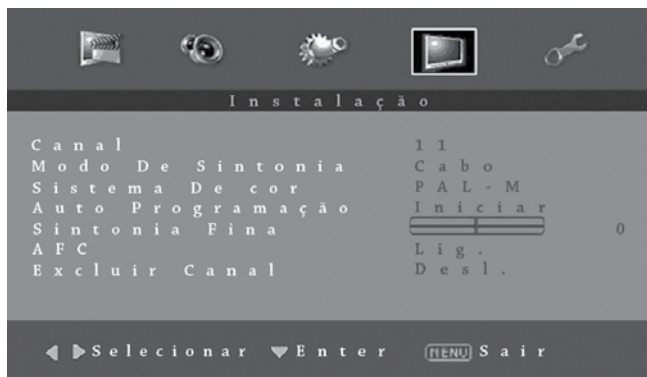 Instalação
Canal 11
Modo De Sintonia Cabo
Sistema De cor PAL-M
Auto Programação Iniciar
Sintonia Fina 0
AFC Lig.
Excluir Canal Desl.
Selecionar Enter MENU Sair